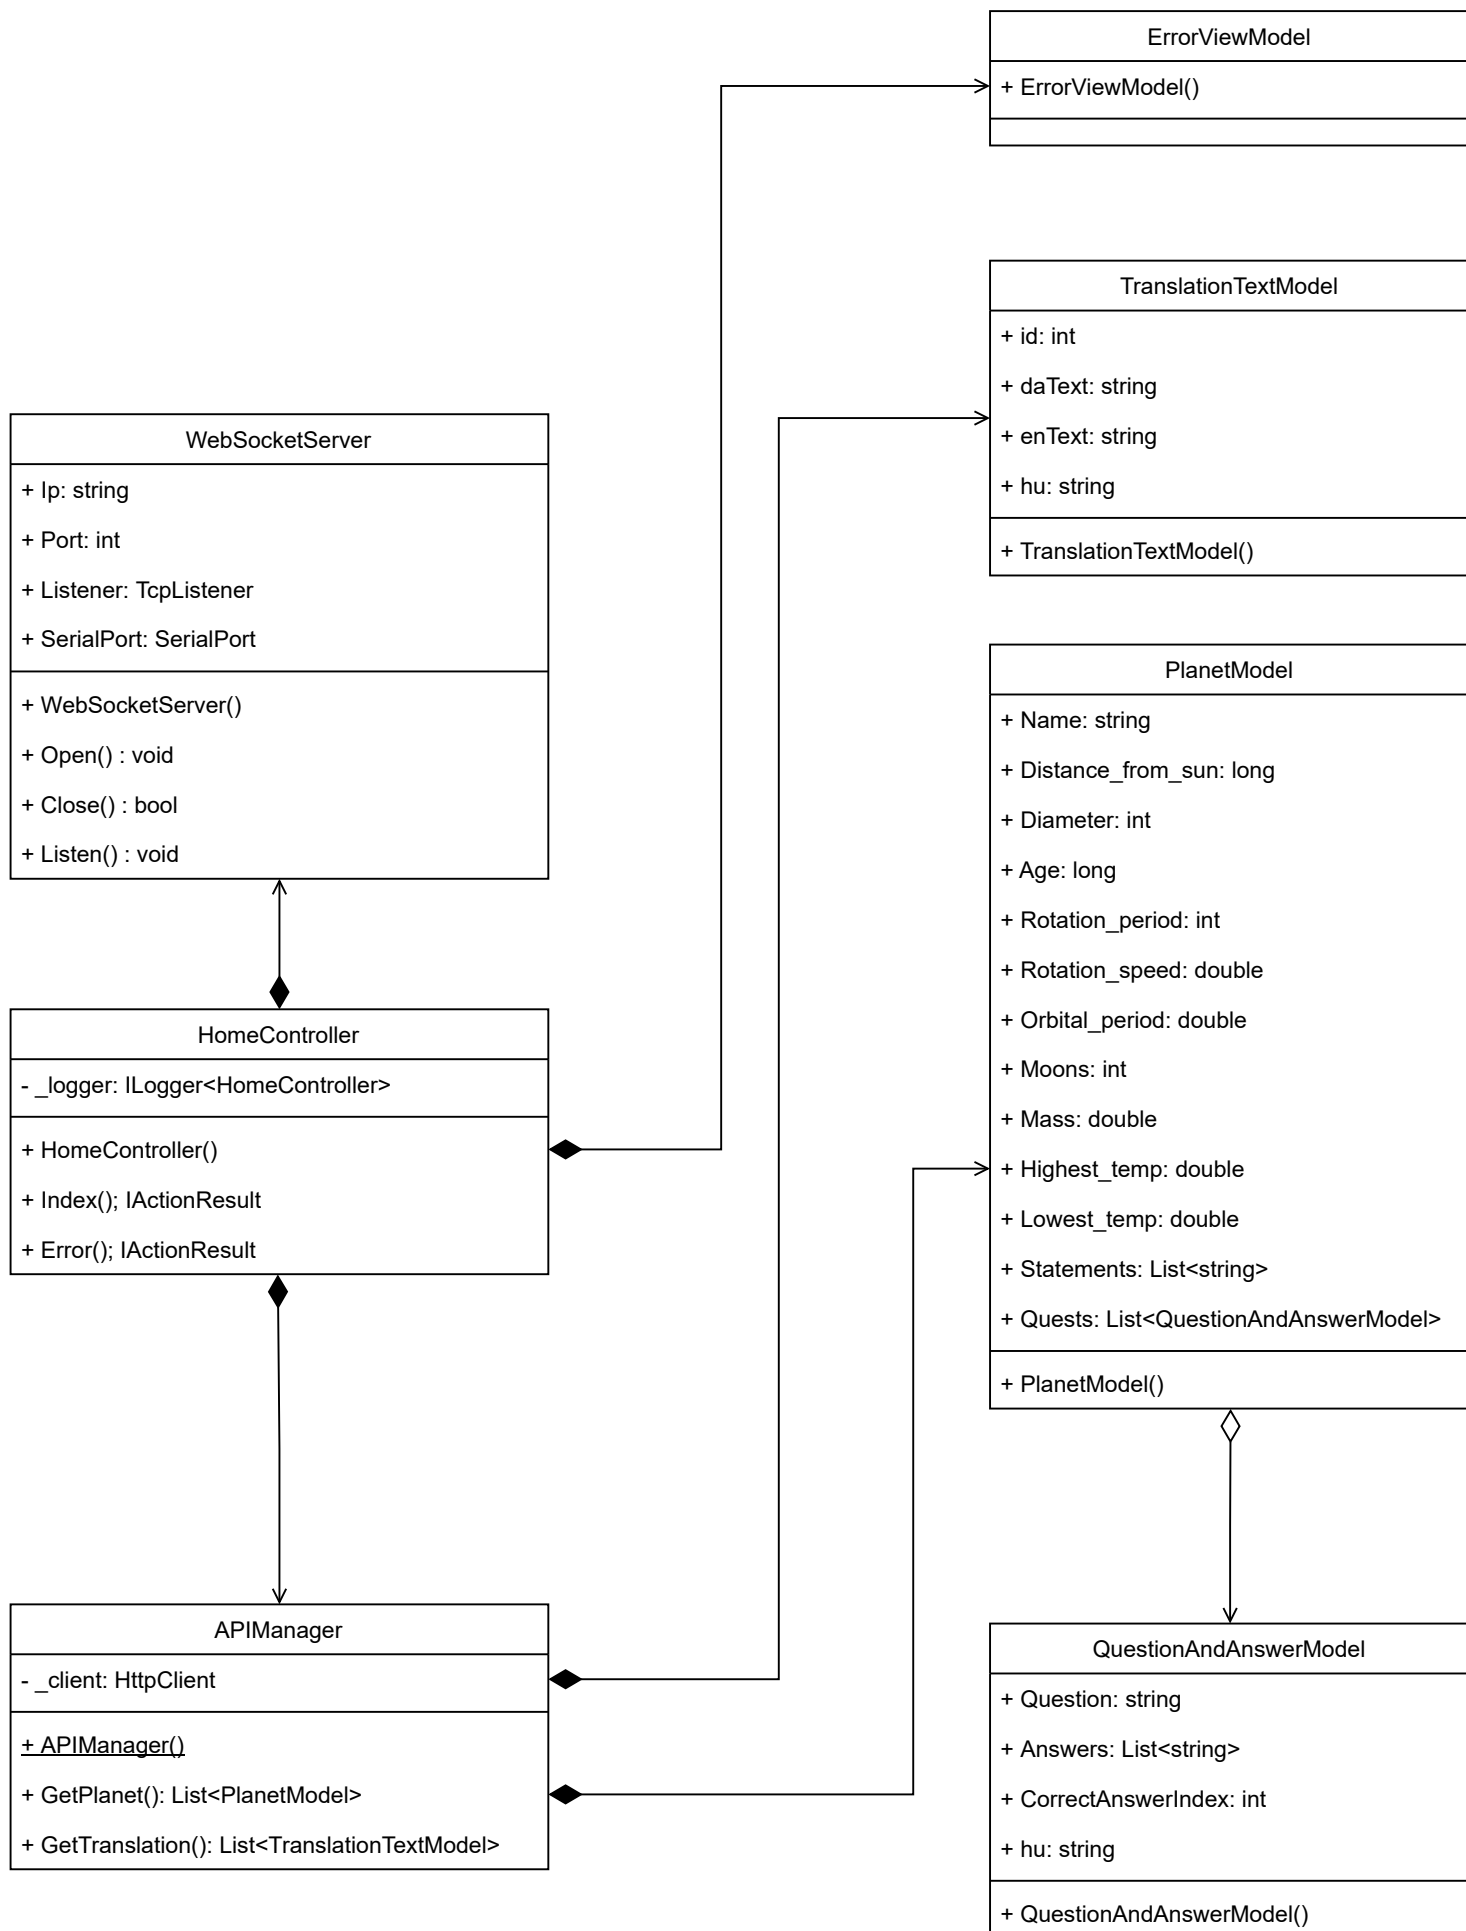 ErrorViewModel
+ ErrorViewModel()
TranslationTextModel
+ id: int
+ daText: string
+ enText: string
+ hu: string
+ TranslationTextModel()
WebSocketServer
+ Ip: string
+ Port: int
+ Listener: TcpListener
+ SerialPort: SerialPort
+ WebSocketServer()
+ Open() : void
+ Close() : bool
+ Listen() : void
PlanetModel
+ Name: string
+ Distance_from_sun: long
+ Diameter: int
+ Age: long
+ Rotation_period: int
+ Rotation_speed: double
+ Orbital_period: double
+ Moons: int
+ Mass: double
+ Highest_temp: double
+ Lowest_temp: double
+ Statements: List<string>
+ Quests: List<QuestionAndAnswerModel>
+ PlanetModel()
HomeController
- _logger: ILogger<HomeController>
+ HomeController()
+ Index(); IActionResult
+ Error(); IActionResult
APIManager
- _client: HttpClient
+ APIManager()
+ GetPlanet(): List<PlanetModel>
+ GetTranslation(): List<TranslationTextModel>
QuestionAndAnswerModel
+ Question: string
+ Answers: List<string>
+ CorrectAnswerIndex: int
+ hu: string
+ QuestionAndAnswerModel()